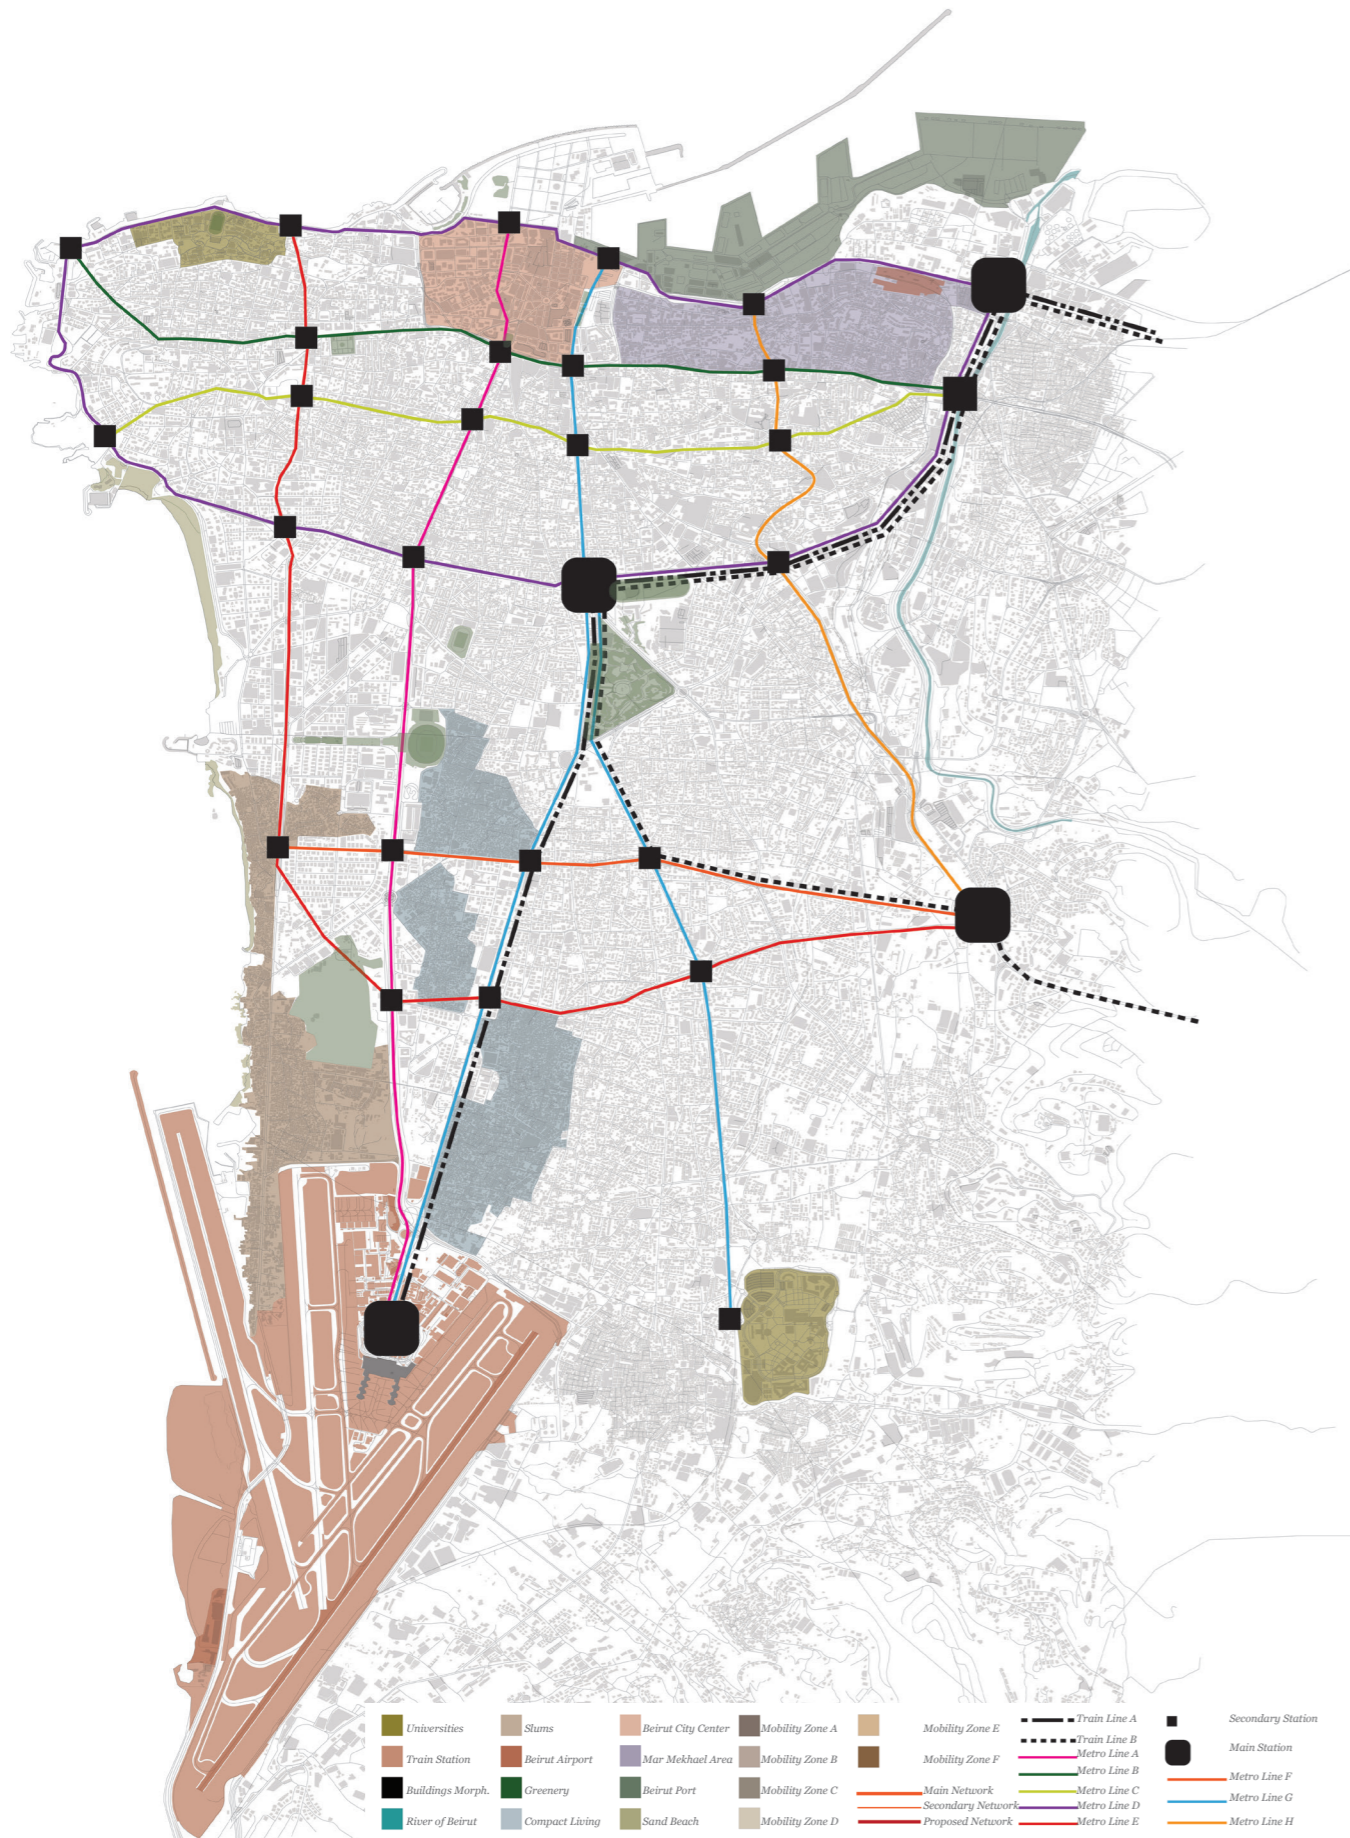 Universities
Train Station
Buildings Morph.
River of Beirut
Slums
Beirut Airport
Greenery
Compact Living
Beirut City Center
Mar Mekhael Area
Beirut Port
Sand Beach
Mobility Zone A
Mobility Zone B
Mobility Zone C
Mobility Zone D
Mobility Zone E
Mobility Zone F
Main Network
Secondary Network
Proposed Network
Train Line A
Train Line B
Metro Line A
Metro Line B
Metro Line C
Metro Line D
Metro Line E
Secondary Station
Main Station
Metro Line F
Metro Line G
Metro Line H